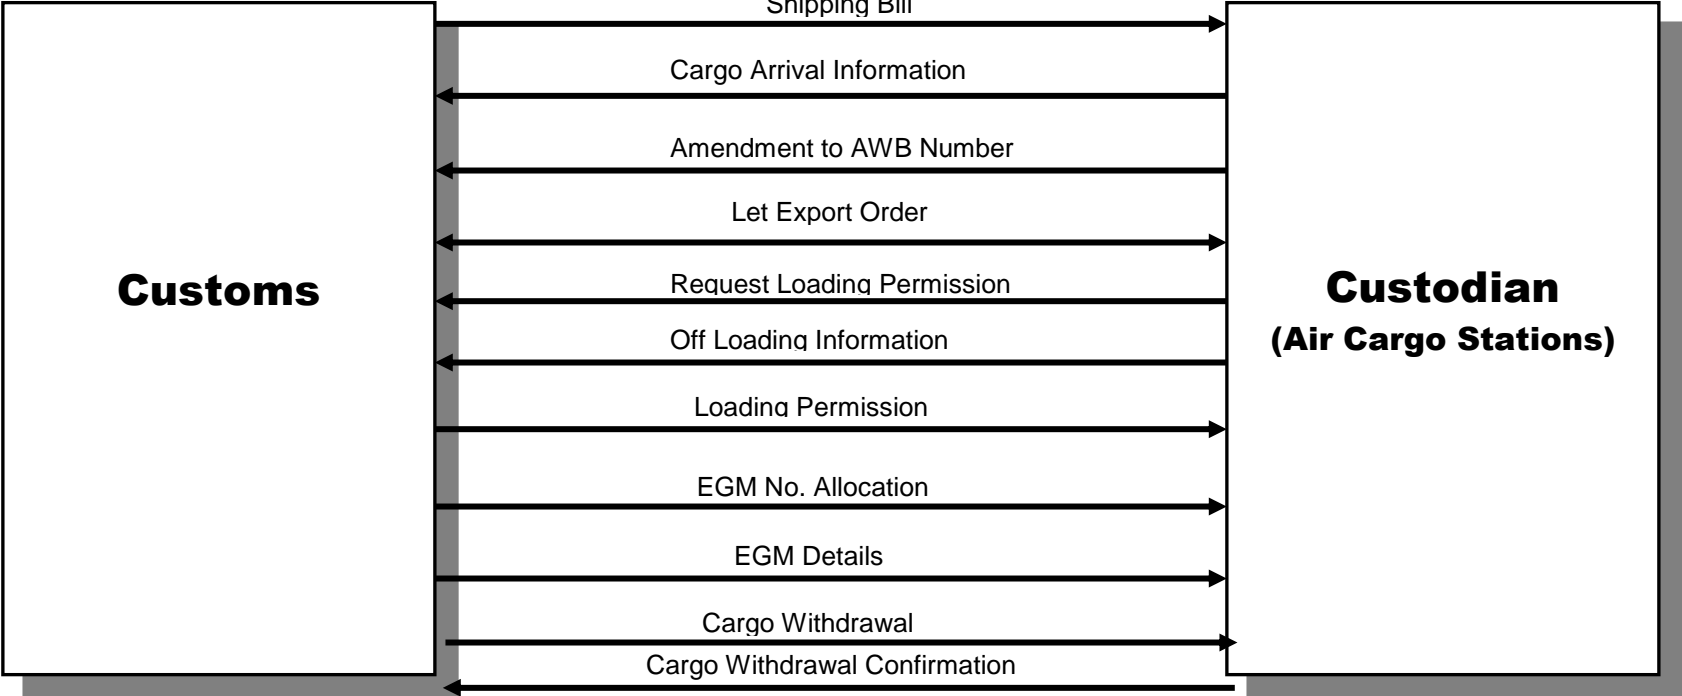 Shipping Bill
Cargo Arrival Information
Amendment to AWB Number
Let Export Order
Customs
Custodian
(Air Cargo Stations)
Request Loading Permission
Off Loading Information
Loading Permission
EGM No. Allocation
EGM Details
Cargo Withdrawal
Cargo Withdrawal Confirmation